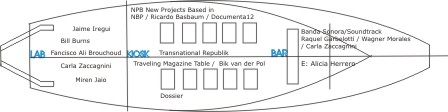 NPB New Projects Based in
NBP / Ricardo Basbaum / Documenta12
Jaime Iregui
Bill Burns
LAB
Fancisco Ali Brouchoud
Carla Zaccagnini
Miren Jaio
KIOSK
Transnational Republik
Traveling Magazine Table / Bik van der Pol
Dossier
BAR
Banda Sonora/Soundtrack
Raquel Garbolotti / Wagner Morales
/ Carla Zaccagnini
E: Alicia Herrero